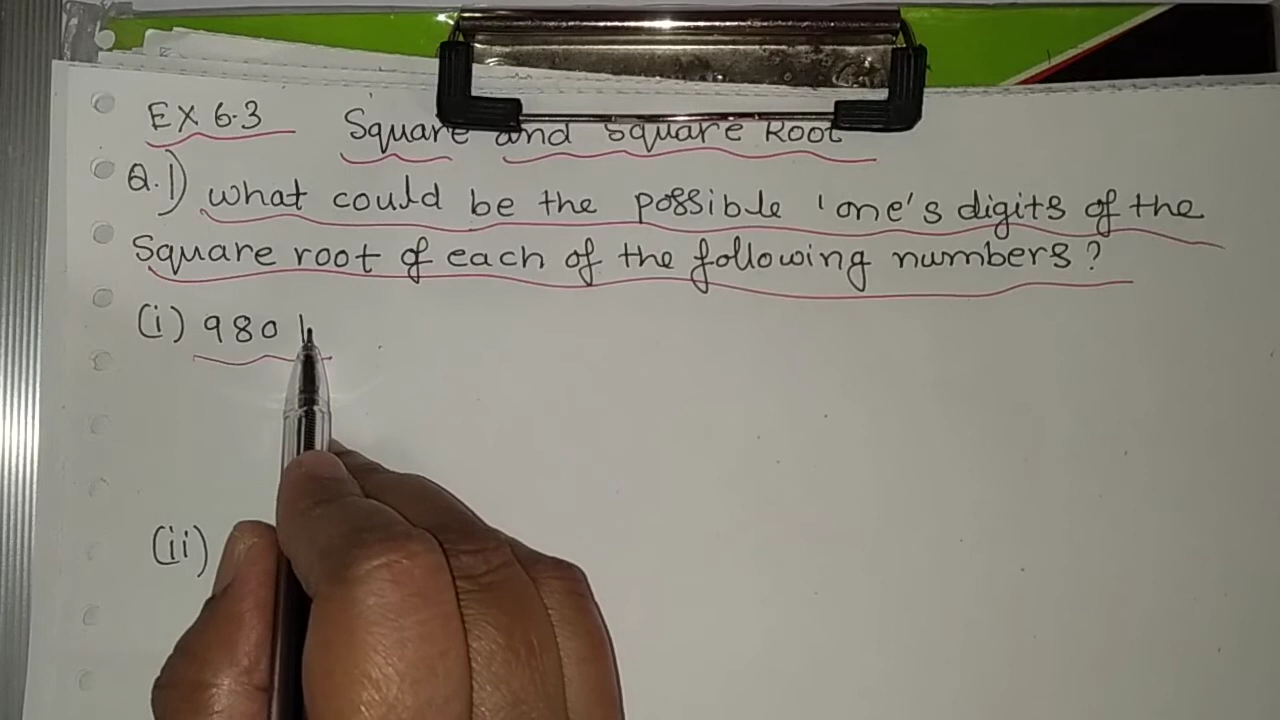 EX 6.3 Square and Square Root
Q.1) what could be the possible 'one's digits of the
square root of each of the following numbers?
(i) 9801
(ii)